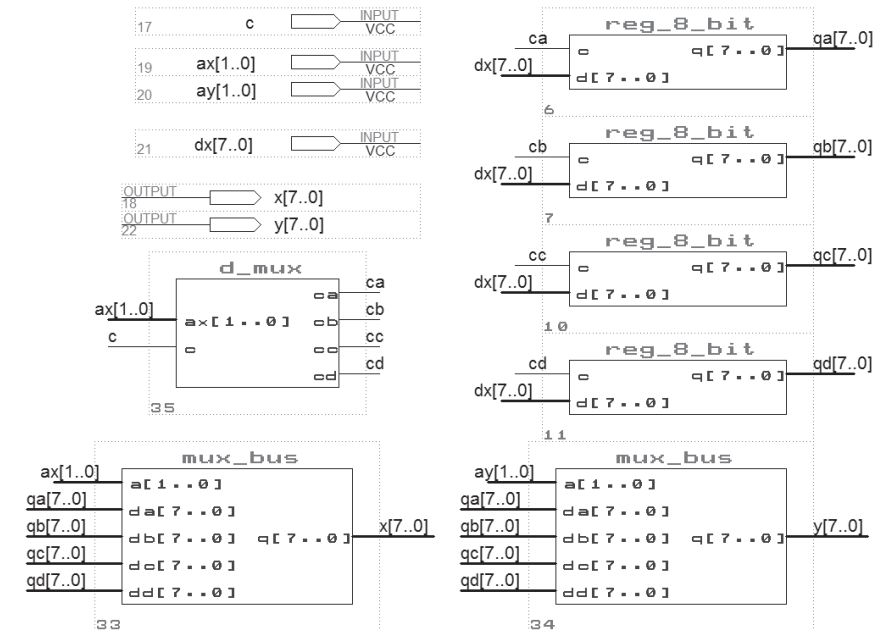 17 c INPUT
VCC
19 ax[1..0] INPUT
VCC
20 ay[1..0] INPUT
VCC
21 dx[7..0] INPUT
VCC
OUTPUT
18 x[7..0]
OUTPUT
22 y[7..0]
d_mux
ax[1..0]
c
ax[1..0]
c
ca
cb
cc
cd
ca
cb
cc
cd
35
reg_8_bit
ca
dx[7..0]
c
d[7..0]
q[7..0]
qa[7..0]
6
reg_8_bit
cb
dx[7..0]
c
d[7..0]
q[7..0]
qb[7..0]
7
reg_8_bit
cc
dx[7..0]
c
d[7..0]
q[7..0]
qc[7..0]
10
reg_8_bit
cd
dx[7..0]
c
d[7..0]
q[7..0]
qd[7..0]
11
mux_bus
ax[1..0]
qa[7..0]
qb[7..0]
qc[7..0]
qd[7..0]
a[1..0]
da[7..0]
db[7..0]
dc[7..0]
dd[7..0]
q[7..0]
x[7..0]
33
mux_bus
ay[1..0]
qa[7..0]
qb[7..0]
qc[7..0]
qd[7..0]
a[1..0]
da[7..0]
db[7..0]
dc[7..0]
dd[7..0]
q[7..0]
y[7..0]
34